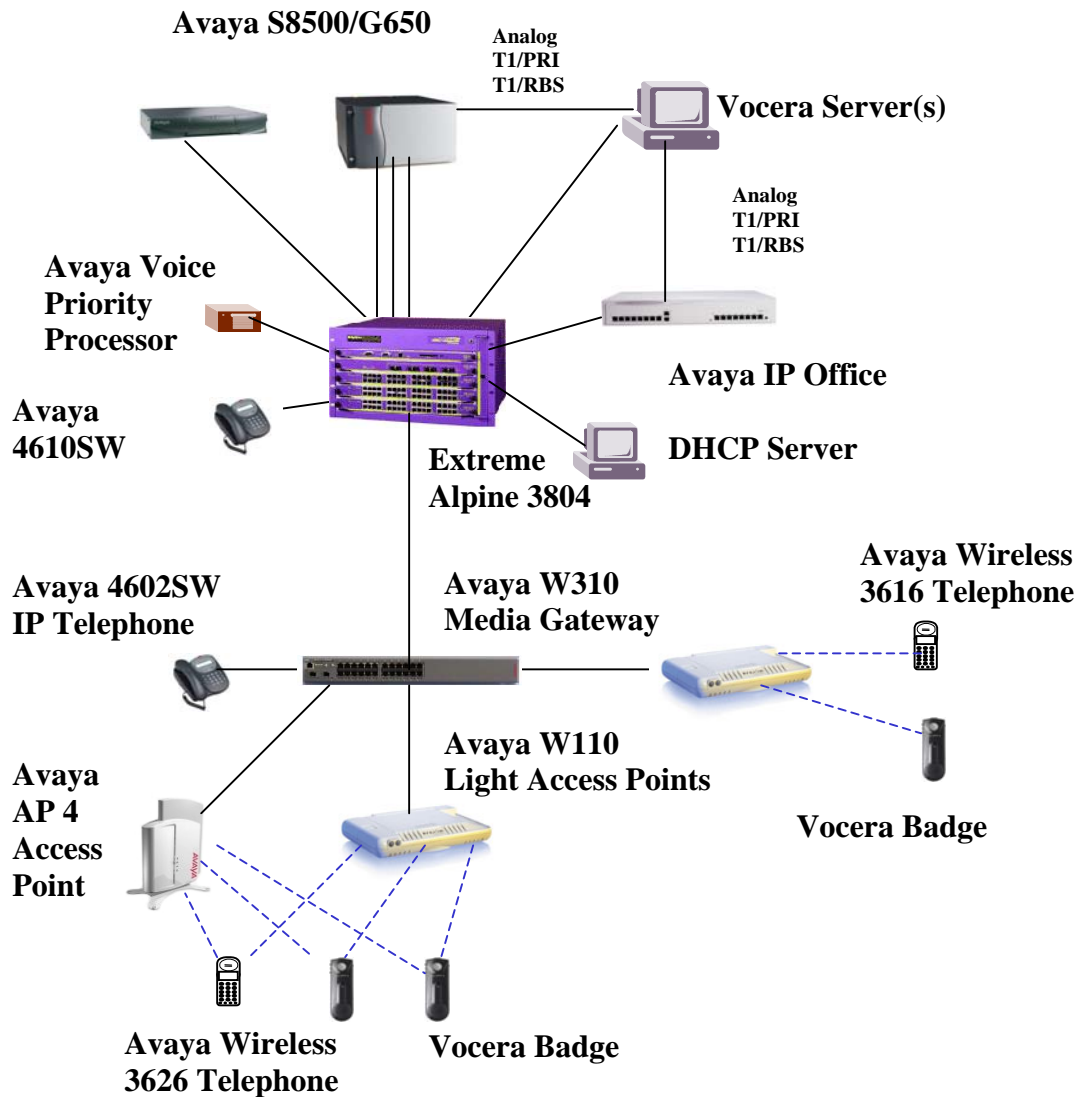 Avaya S8500/G650
Analog
T1/PRI
T1/RBS
Vocera Server(s)
Analog
T1/PRI
T1/RBS
Avaya Voice
Priority
Processor
Avaya IP Office
Avaya
4610SW
Extreme
Alpine 3804
DHCP Server
Avaya 4602SW
IP Telephone
Avaya W310
Media Gateway
Avaya Wireless
3616 Telephone
Avaya
AP 4
Access
Point
Avaya W110
Light Access Points
Vocera Badge
Avaya Wireless
3626 Telephone
Vocera Badge